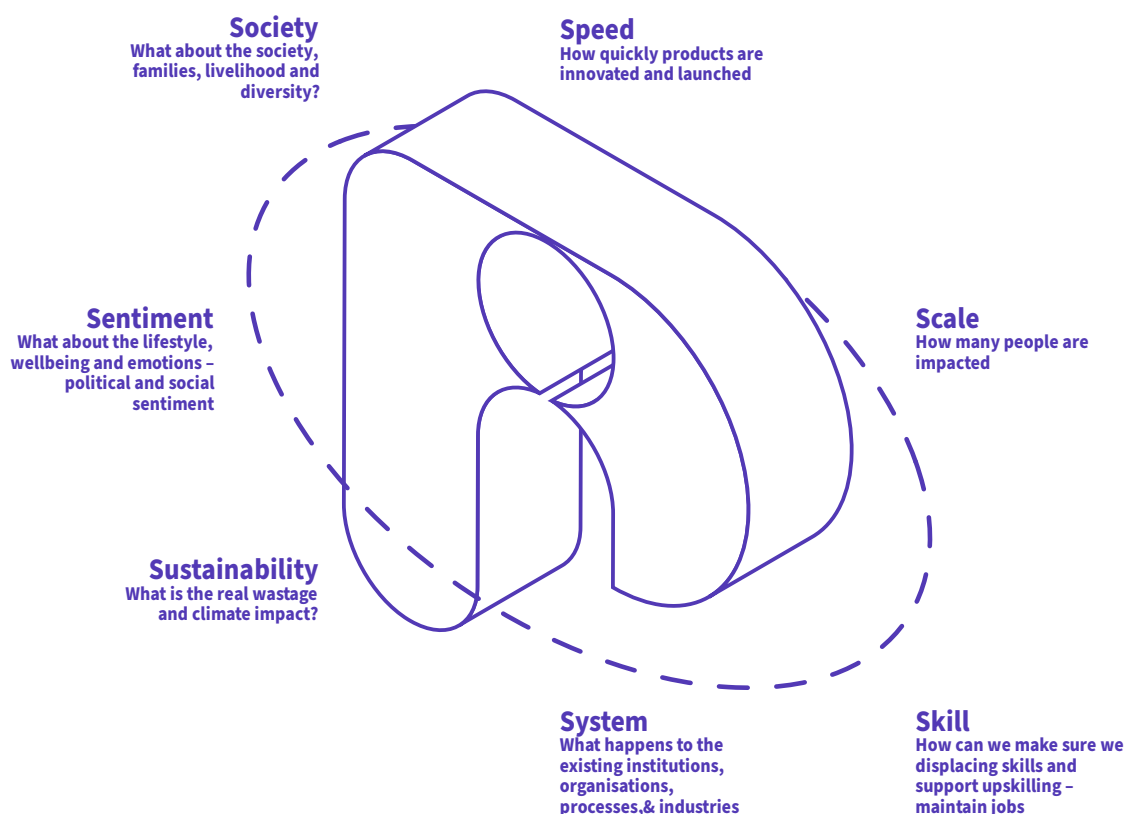 Society
What about the society,
families, livelihood and
diversity?
Speed
How quickly products are
innovated and launched
Sentiment
What about the lifestyle,
wellbeing and emotions –
political and social
sentiment
Scale
How many people are
impacted
Sustainability
What is the real wastage
and climate impact?
System
What happens to the
existing institutions,
organisations,
processes,& industries
Skill
How can we make sure we
displacing skills and
support upskilling –
maintain jobs